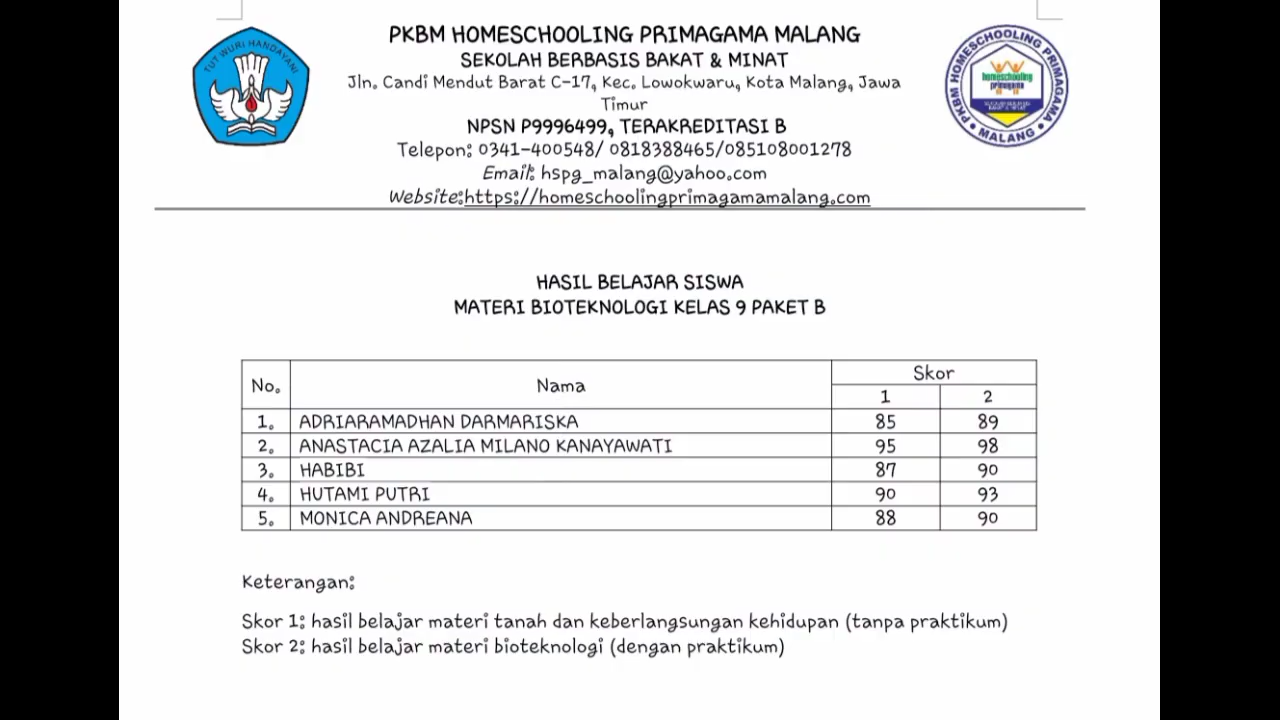 PKBM HOMESCHOOLING PRIMAGAMA MALANG
SEKOLAH BERBASIS BAKAT & MINAT
Jln. Candi Mendut Barat C-17, Kec. Lowokwaru, Kota Malang, Jawa
Timur
NPSN P9996499, TERAKREDITASI B
Telepon: 0341-400548/ 0818388465/085108001278
Email: hspg_malang@yahoo.com
Website:https://homeschoolingprimagamamalang.com
TUT WURI HANDAYANI
PKBM HOMESCHOOLING PRIMAGAMA
• MALANG •
homeschooling
primagama
HASIL BELAJAR SISWA
MATERI BIOTEKNOLOGI KELAS 9 PAKET B
No. Nama Skor
1 2
1. ADRIARAMADHAN DARMARISKA 85 89
2. ANASTACIA AZALIA MILANO KANAYAWATI 95 98
3. HABIBI 87 90
4. HUTAMI PUTRI 90 93
5. MONICA ANDREANA 88 90
Keterangan:
Skor 1: hasil belajar materi tanah dan keberlangsungan kehidupan (tanpa praktikum)
Skor 2: hasil belajar materi bioteknologi (dengan praktikum)